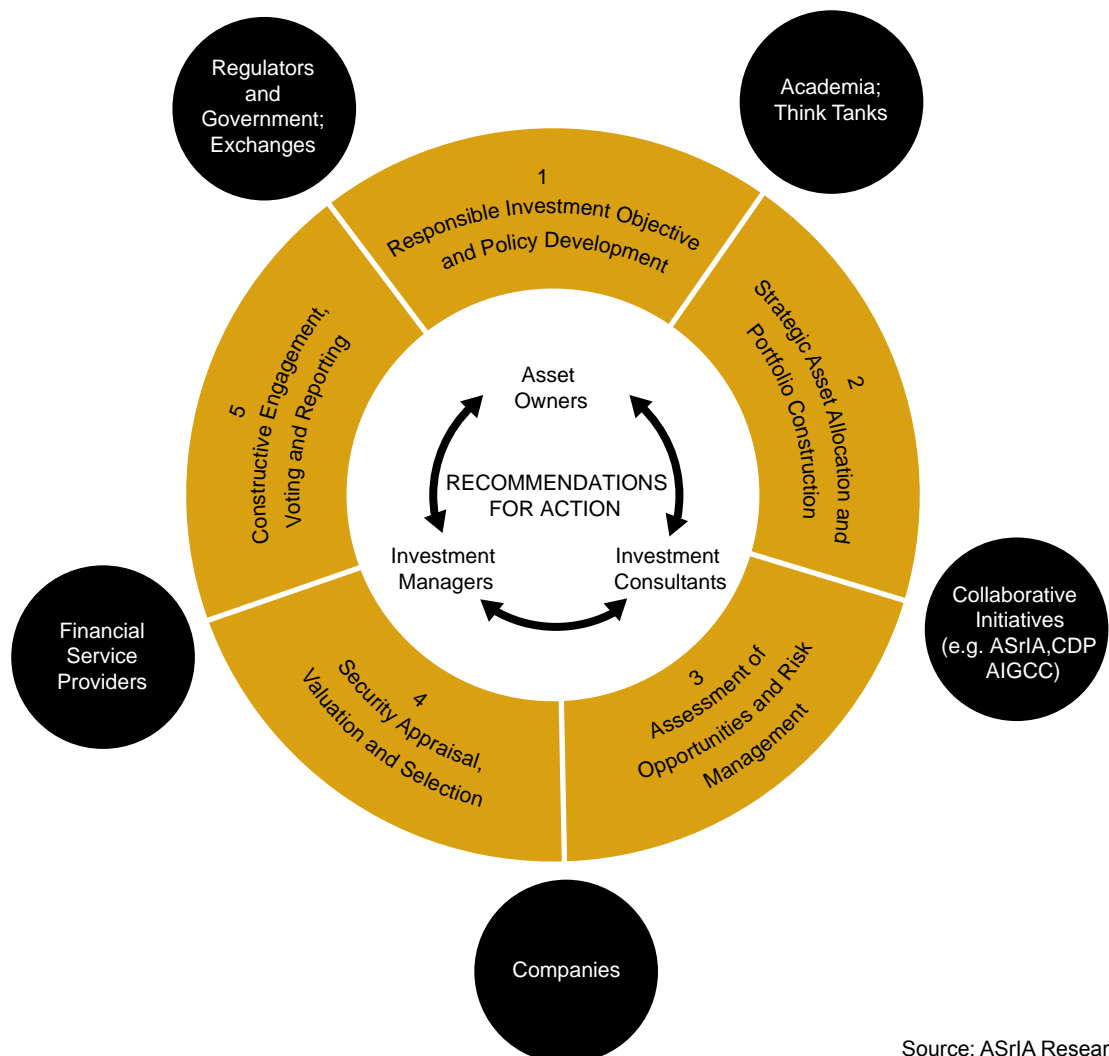 Regulators
and
Government;
Exchanges
Academia;
Think Tanks
1
Responsible Investment Objective
and Policy Development
2
Strategic Asset Allocation and
Portfolio Construction
5
Constructive Engagement,
Voting and Reporting
Asset
Owners
RECOMMENDATIONS
FOR ACTION
Investment
Managers
Investment
Consultants
Collaborative
Initiatives
(e.g. ASrIA,CDP
AIGCC)
Financial
Service
Providers
3
Assessment of
Opportunities and Risk
Management
4
Security Appraisal,
Valuation and Selection
Companies
Source: ASrIA Resear